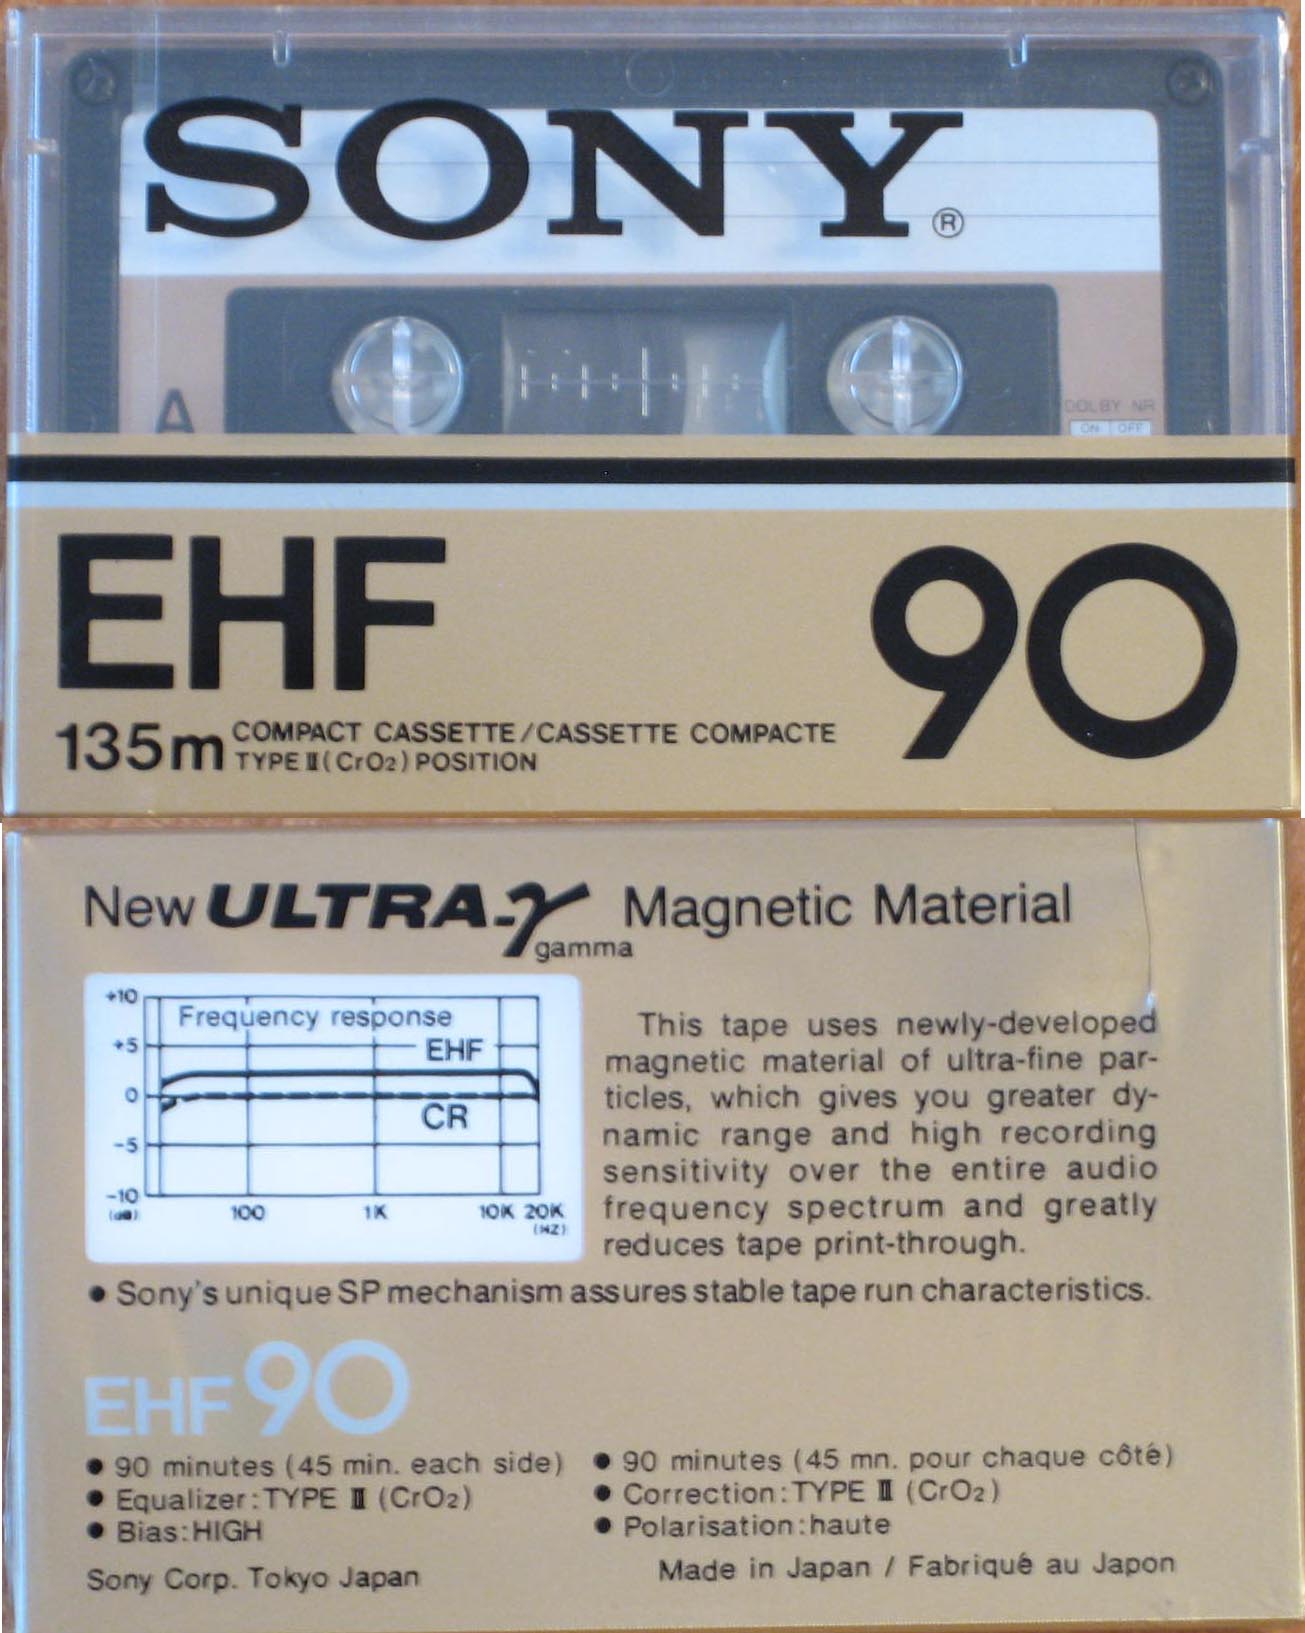 SONY®
A
DOLBY NR
ON OFF
EHF 90
135m COMPACT CASSETTE/CASSETTE COMPACTE
TYPE II (CrO2) POSITION
New ULTRA-γ Magnetic Material
gamma
+10
+5
0
-5
-10
(dB)
Frequency response
EHF
CR
100 1K 10K 20K
(HZ)
This tape uses newly-developed
magnetic material of ultra-fine par-
ticles, which gives you greater dy-
namic range and high recording
sensitivity over the entire audio
frequency spectrum and greatly
reduces tape print-through.
● Sony's unique SP mechanism assures stable tape run characteristics.
EHF 90
● 90 minutes (45 min. each side)
● Equalizer: TYPE II (CrO2)
● Bias: HIGH
Sony Corp. Tokyo Japan
● 90 minutes (45 mn. pour chaque côté)
● Correction: TYPE II (CrO2)
● Polarisation: haute
Made in Japan / Fabriqué au Japon